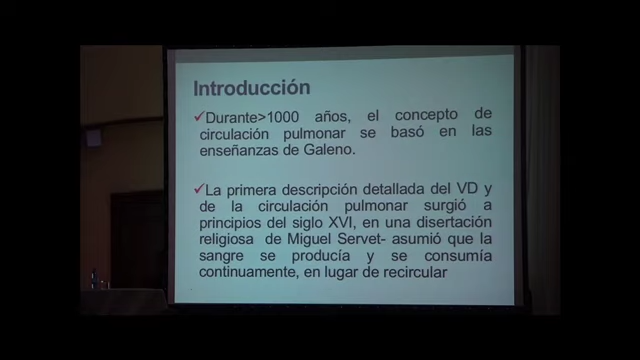 Introducción
✓Durante>1000 años, el concepto de
circulación pulmonar se basó en las
enseñanzas de Galeno.
✓La primera descripción detallada del VD y
de la circulación pulmonar surgió a
principios del siglo XVI, en una disertación
religiosa de Miguel Servet- asumió que la
sangre se producía y se consumía
continuamente, en lugar de recircular